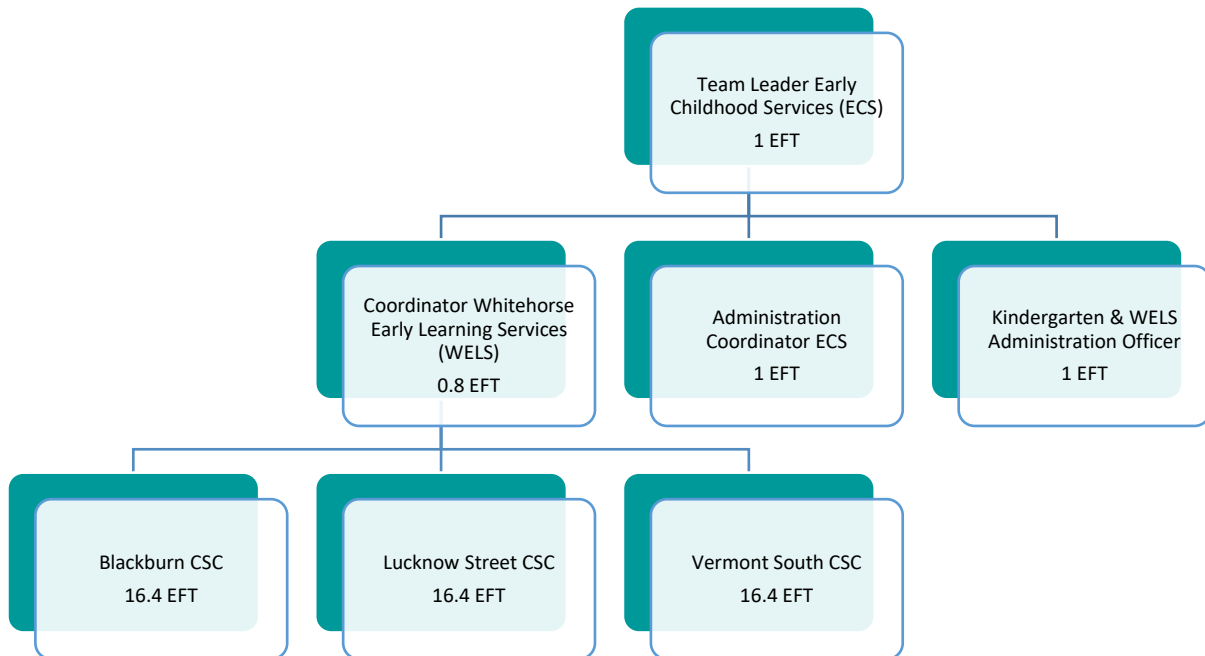 Team Leader Early
Childhood Services (ECS)
1 EFT
Coordinator Whitehorse
Early Learning Services
(WELS)
0.8 EFT
Administration
Coordinator ECS
1 EFT
Kindergarten & WELS
Administration Officer
1 EFT
Blackburn CSC
16.4 EFT
Lucknow Street CSC
16.4 EFT
Vermont South CSC
16.4 EFT